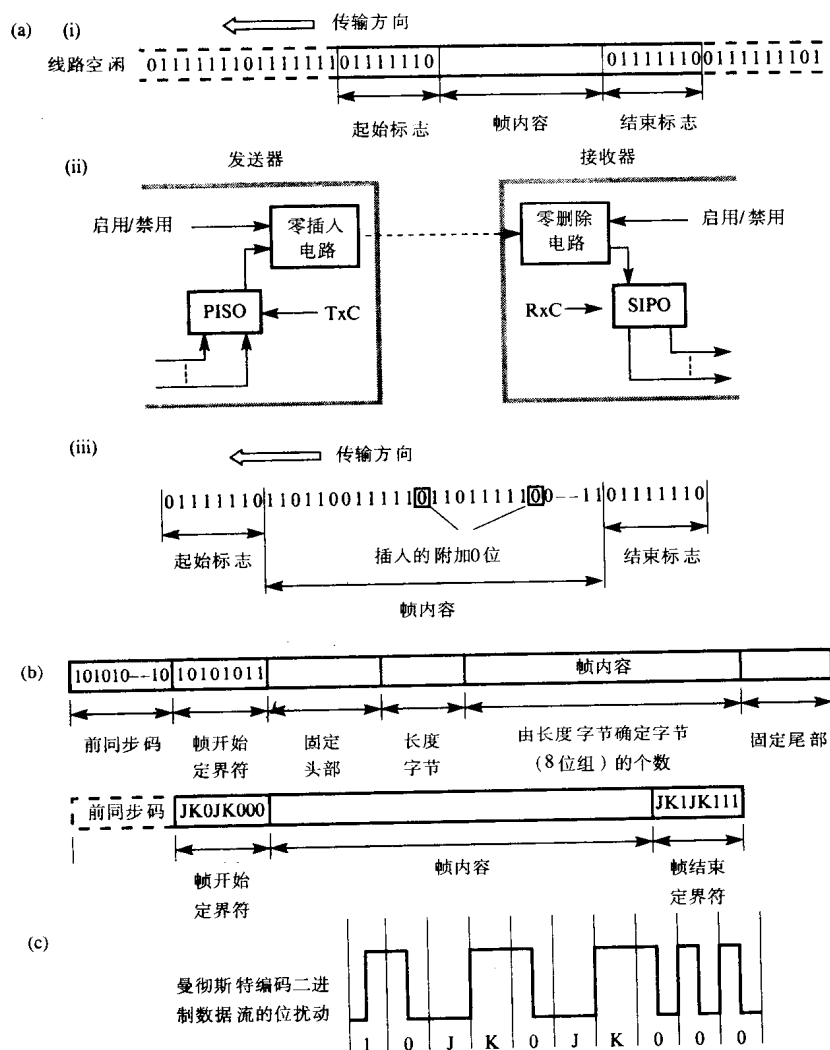 (a) (i) 传输方向
线路空闲 0111111101111111 01111110 01111110 0111111101
起始标志 帧内容 结束标志
(ii) 发送器 接收器
启用/禁用 零插入电路 零删除电路 启用/禁用
PISO TxC RxC SIPO
(iii) 传输方向
01111110 110110011111 0 11011111 0 0--11 01111110
起始标志 插入的附加0位 结束标志
帧内容
(b) 101010--10 10101011 帧内容
前同步码 帧开始 固定 长度 由长度字节确定字节 固定尾部
定界符 头部 字节 (8位组)的个数
前同步码 JK0JK000 JK1JK111
帧开始 帧内容 帧结束
定界符 定界符
(c)
曼彻斯特编码二进
制数据流的位扰动
1 0 J K 0 J K 0 0 0